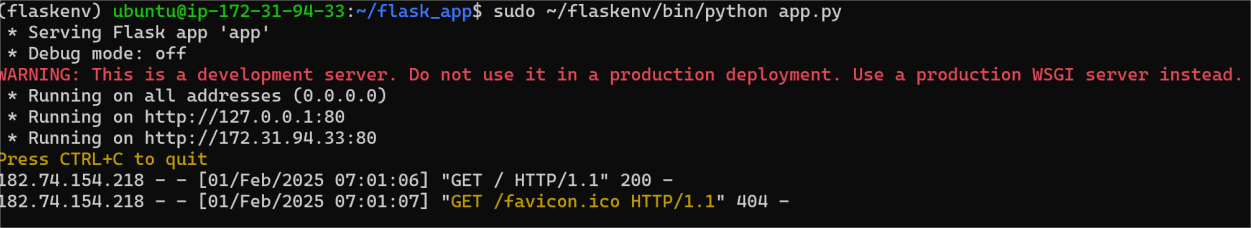 (flaskenv) ubuntu@ip-172-31-94-33:~/flask_app$ sudo ~/flaskenv/bin/python app.py
 * Serving Flask app 'app'
 * Debug mode: off
WARNING: This is a development server. Do not use it in a production deployment. Use a production WSGI server instead.
 * Running on all addresses (0.0.0.0)
 * Running on http://127.0.0.1:80
 * Running on http://172.31.94.33:80
Press CTRL+C to quit
182.74.154.218 - - [01/Feb/2025 07:01:06] "GET / HTTP/1.1" 200 -
182.74.154.218 - - [01/Feb/2025 07:01:07] "GET /favicon.ico HTTP/1.1" 404 -